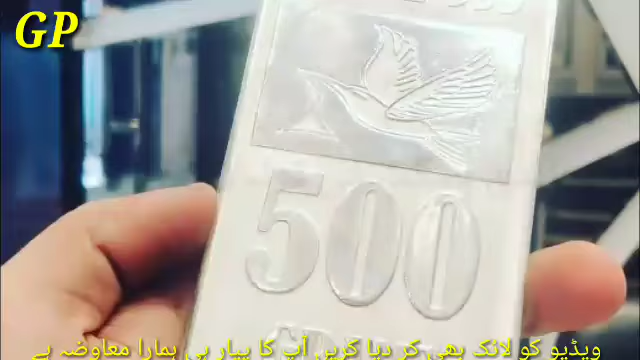 GP
500
ویڈیو کو لائک بھی کر دیا کریں آپ کا پیار ہی ہمارا معاوضہ ہے